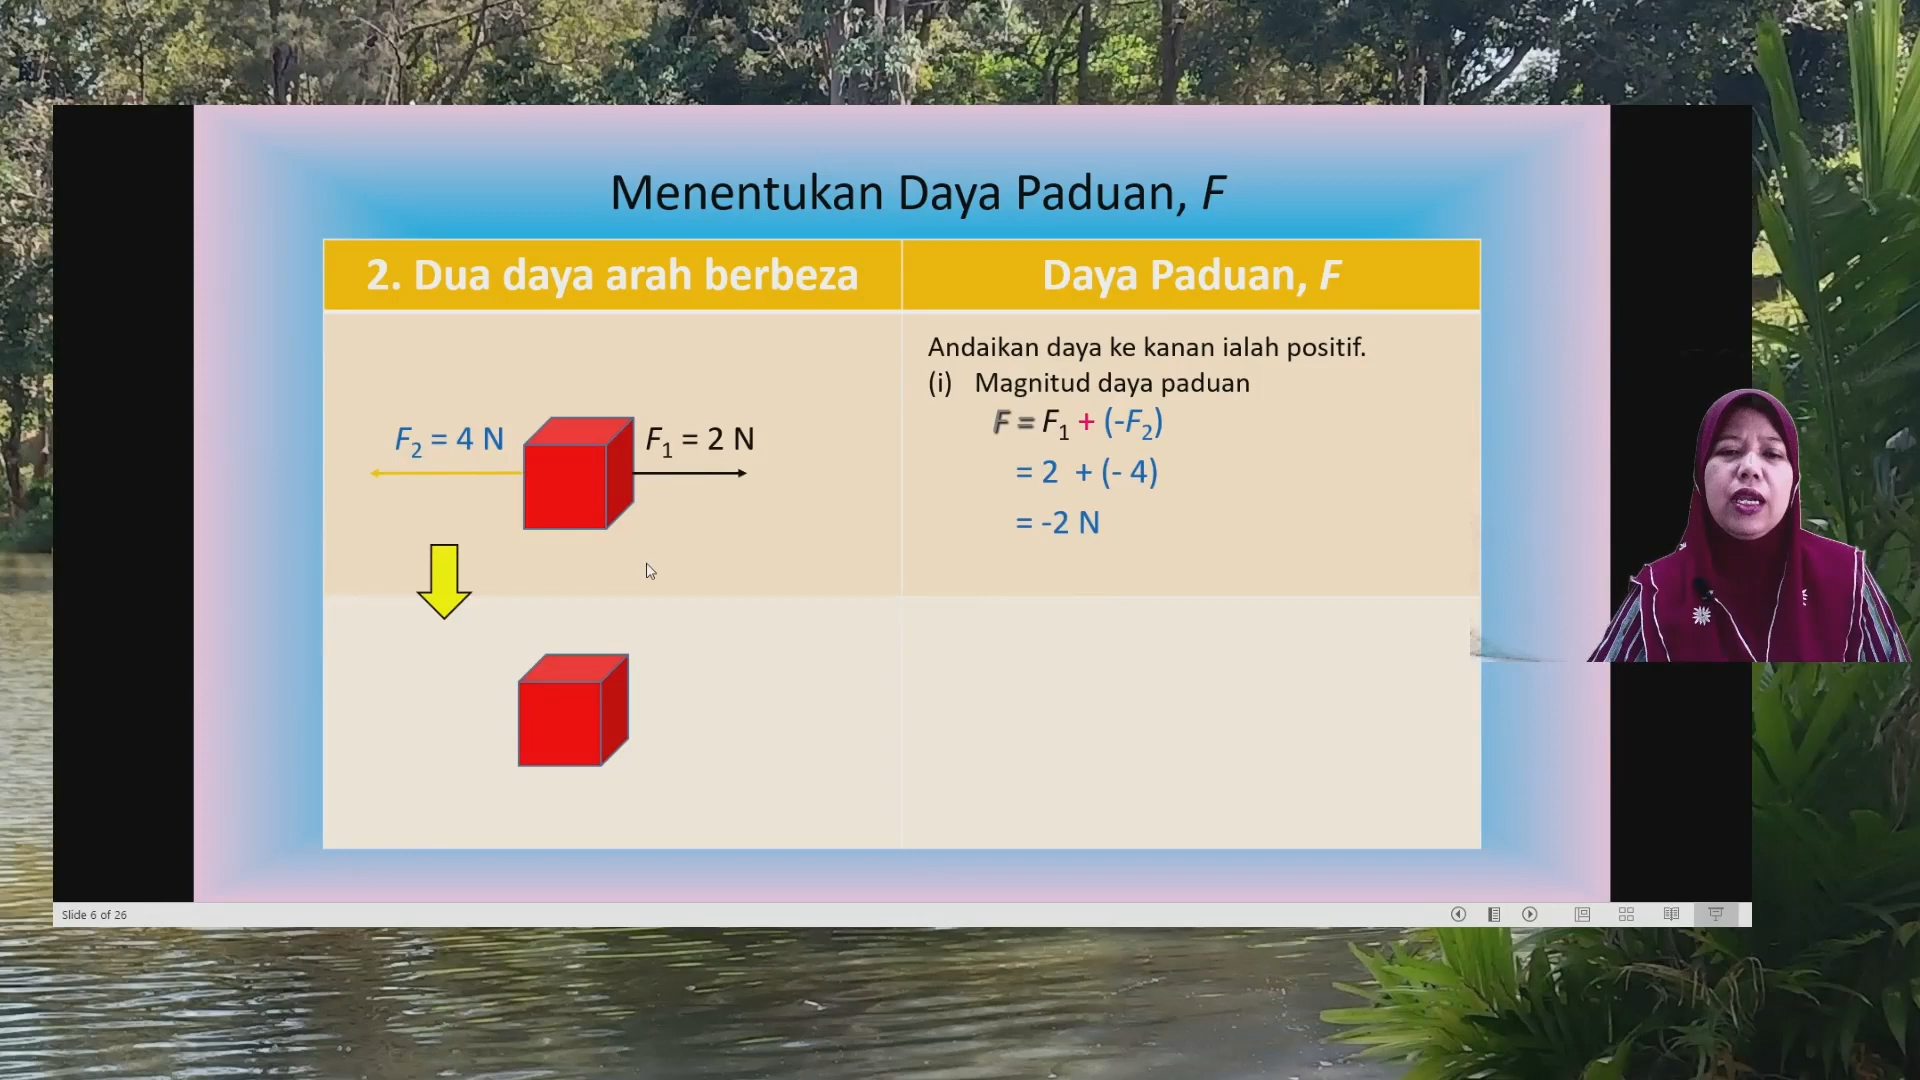 Menentukan Daya Paduan, F
2. Dua daya arah berbeza
Daya Paduan, F
F₂ = 4 N
F₁ = 2 N
Andaikan daya ke kanan ialah positif.
(i) Magnitud daya paduan
F = F₁ + (-F₂)
= 2 + (- 4)
= -2 N
Slide 6 of 26